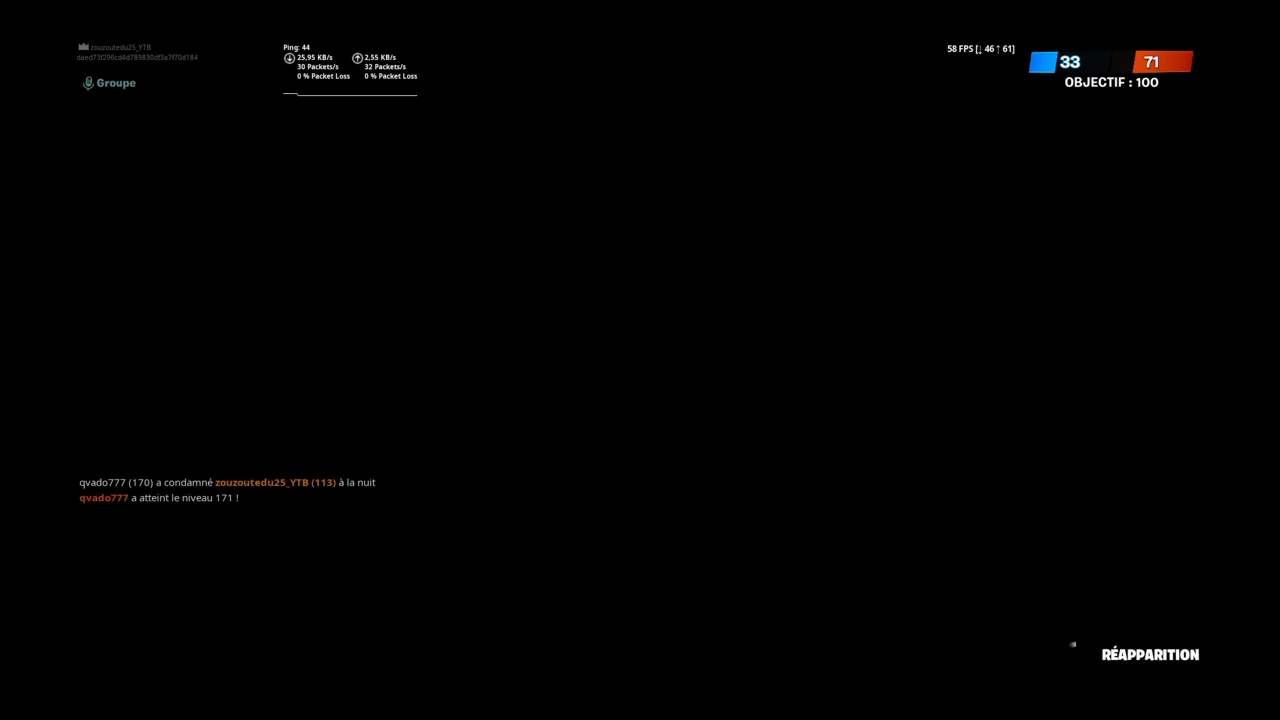 zouzoutedu25_YTB
daed73f296cd4d789830df3a7f70d184
Groupe
Ping: 44
25,95 KB/s
30 Packets/s
0 % Packet Loss
2,55 KB/s
32 Packets/s
0 % Packet Loss
58 FPS [↓ 46 ↑ 61]
33
71
OBJECTIF : 100
qvado777 (170) a condamné zouzoutedu25_YTB (113) à la nuit
qvado777 a atteint le niveau 171 !
RÉAPPARITION